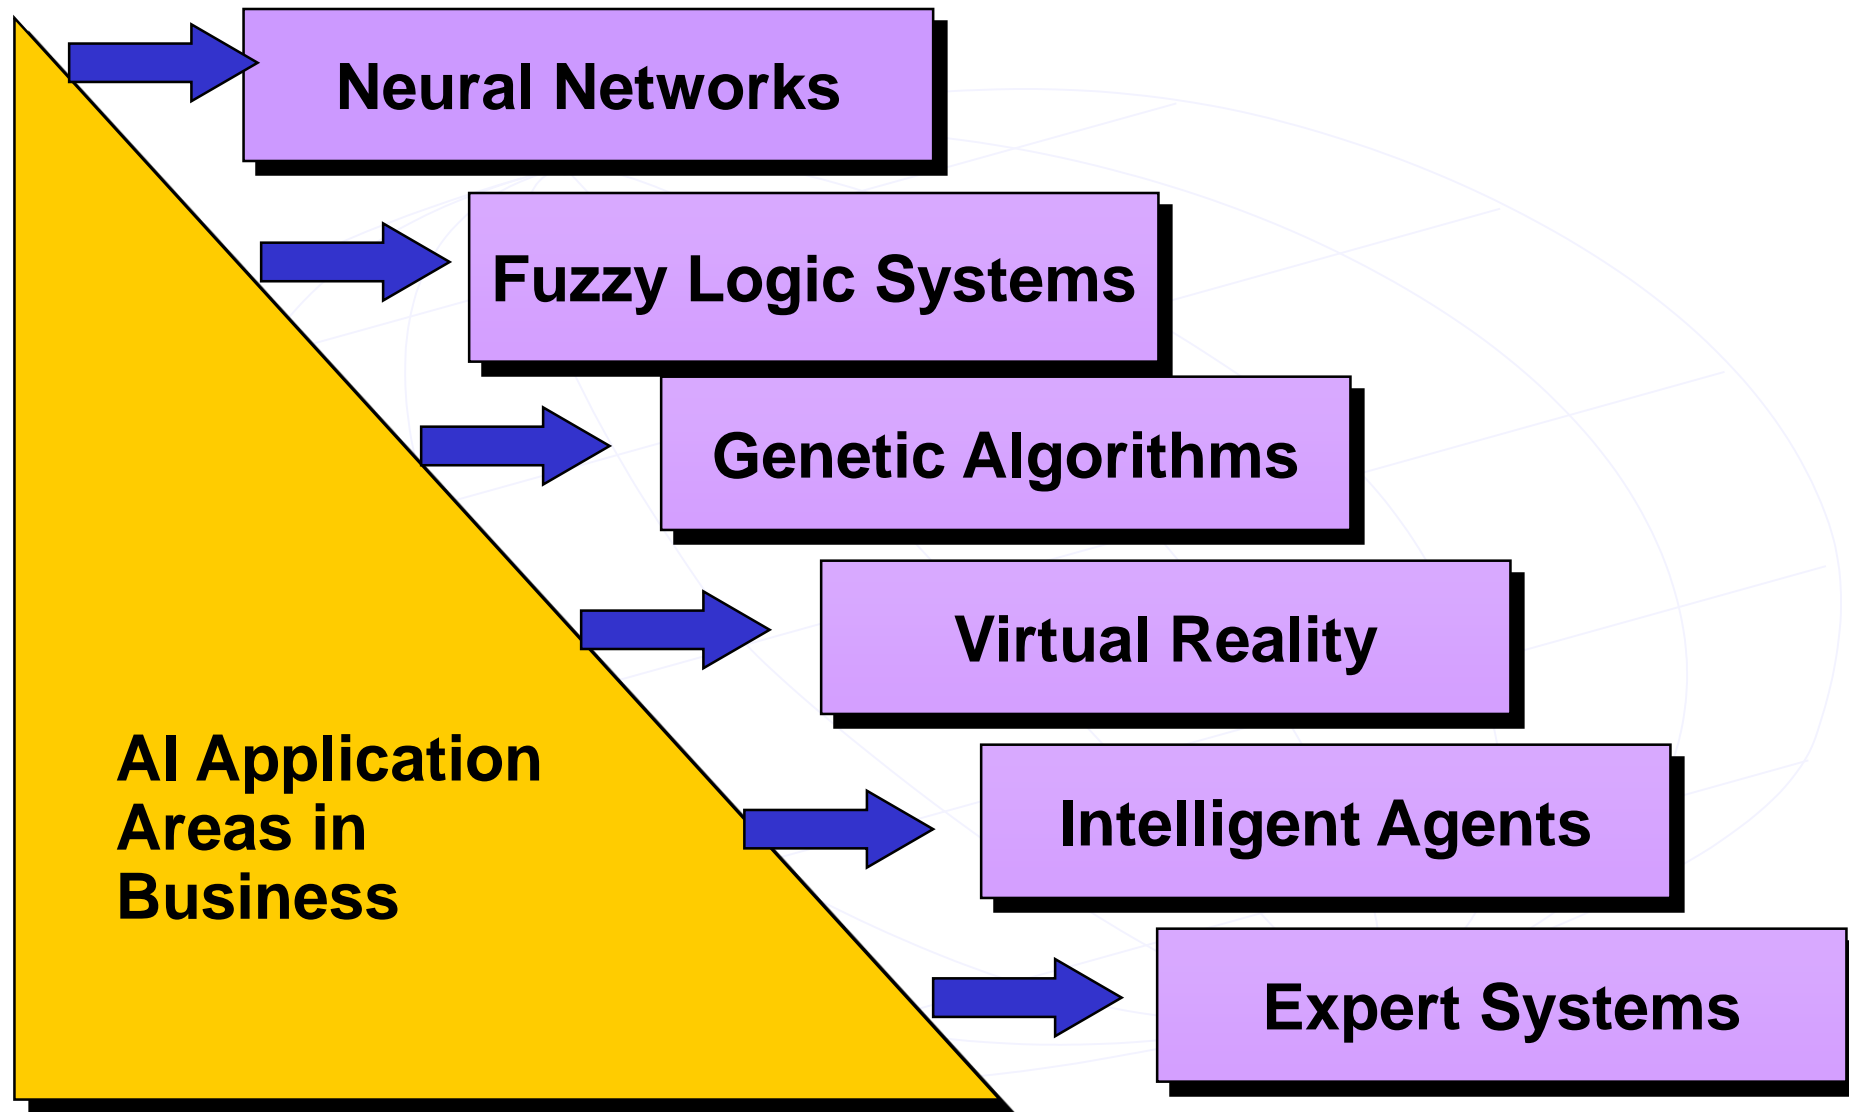 Neural Networks
Fuzzy Logic Systems
Genetic Algorithms
Virtual Reality
AI Application
Areas in
Business
Intelligent Agents
Expert Systems